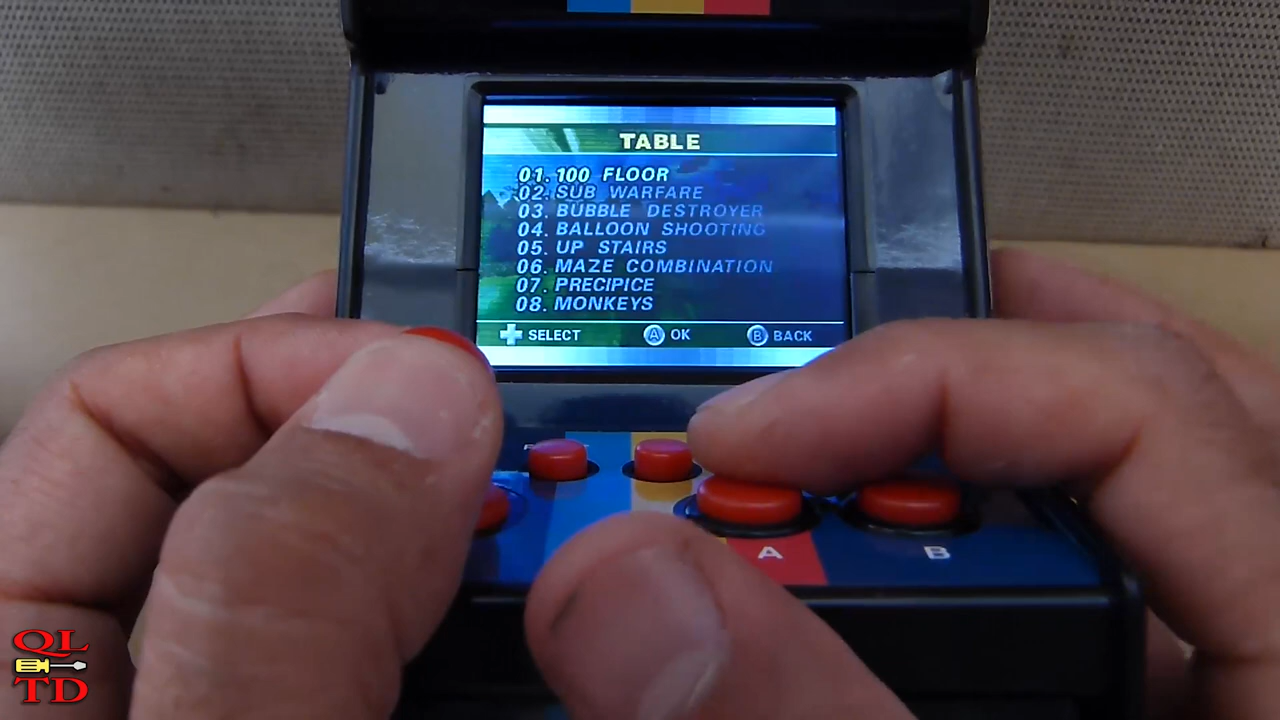 TABLE
01. 100 FLOOR
02. SUB WARFARE
03. BUBBLE DESTROYER
04. BALLOON SHOOTING
05. UP STAIRS
06. MAZE COMBINATION
07. PRECIPICE
08. MONKEYS
SELECT A OK B BACK
A B
QL
TD